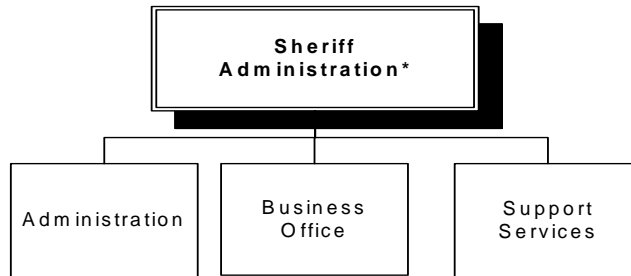 Sheriff
Administration*
Administration
Business
Office
Support
Services